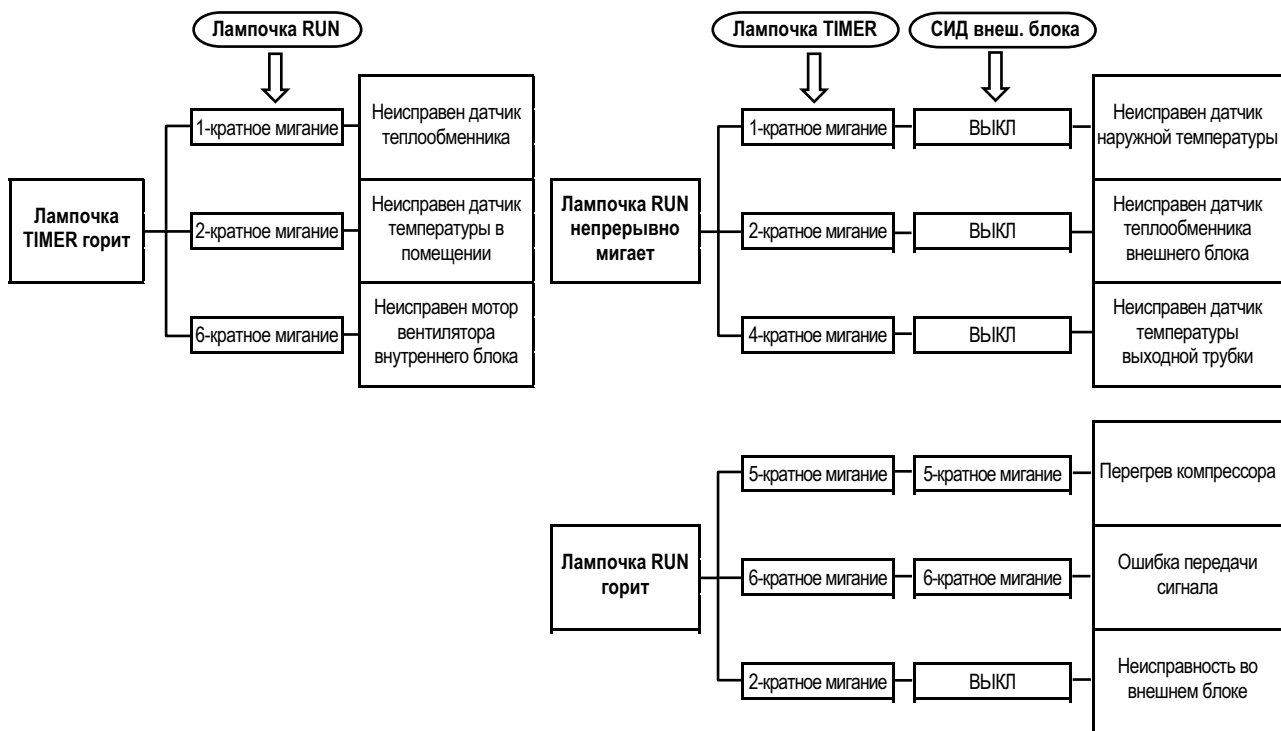 Лампочка RUN
1-кратное мигание
Неисправен датчик
теплообменника
Лампочка
TIMER горит
2-кратное мигание
Неисправен датчик
температуры в
помещении
6-кратное мигание
Неисправен мотор
вентилятора
внутреннего блока
Лампочка TIMER
СИД внеш. блока
1-кратное мигание
ВЫКЛ
Неисправен датчик
наружной температуры
Лампочка RUN
непрерывно
мигает
2-кратное мигание
ВЫКЛ
Неисправен датчик
теплообменника
внешнего блока
4-кратное мигание
ВЫКЛ
Неисправен датчик
температуры
выходной трубки
5-кратное мигание
5-кратное мигание
Перегрев компрессора
Лампочка RUN
горит
6-кратное мигание
6-кратное мигание
Ошибка передачи
сигнала
2-кратное мигание
ВЫКЛ
Неисправность во
внешнем блоке